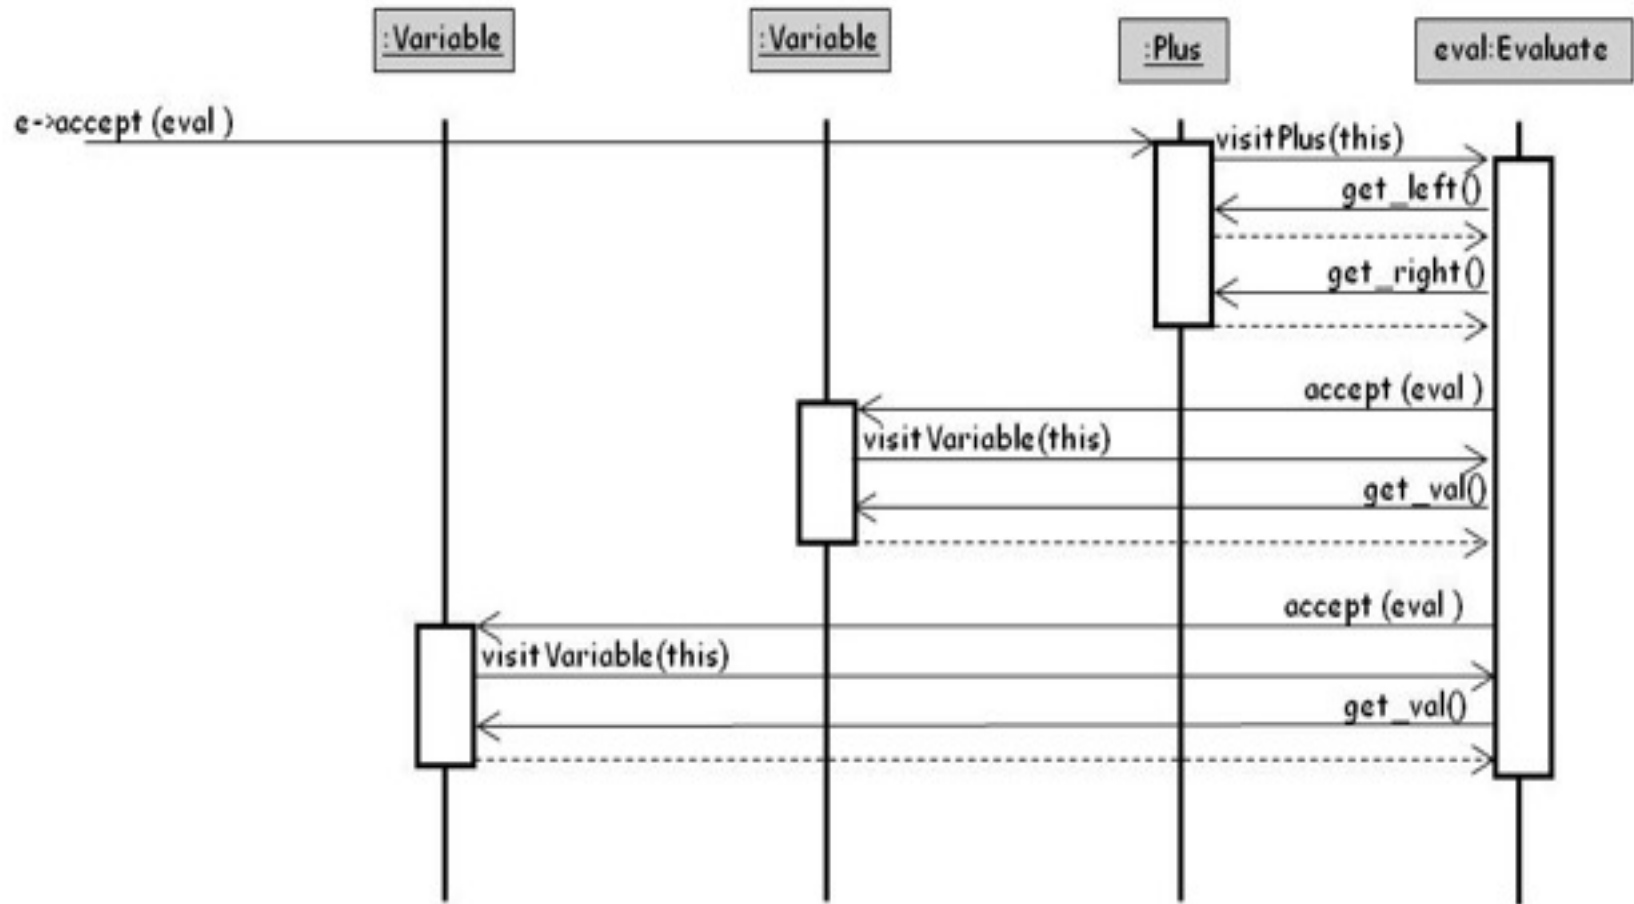 :Variable
:Variable
:Plus
eval:Evaluate
e->accept (eval )
visitPlus(this)
get_left()
get_right()
accept (eval )
visitVariable(this)
get_val()
accept (eval )
visitVariable(this)
get_val()